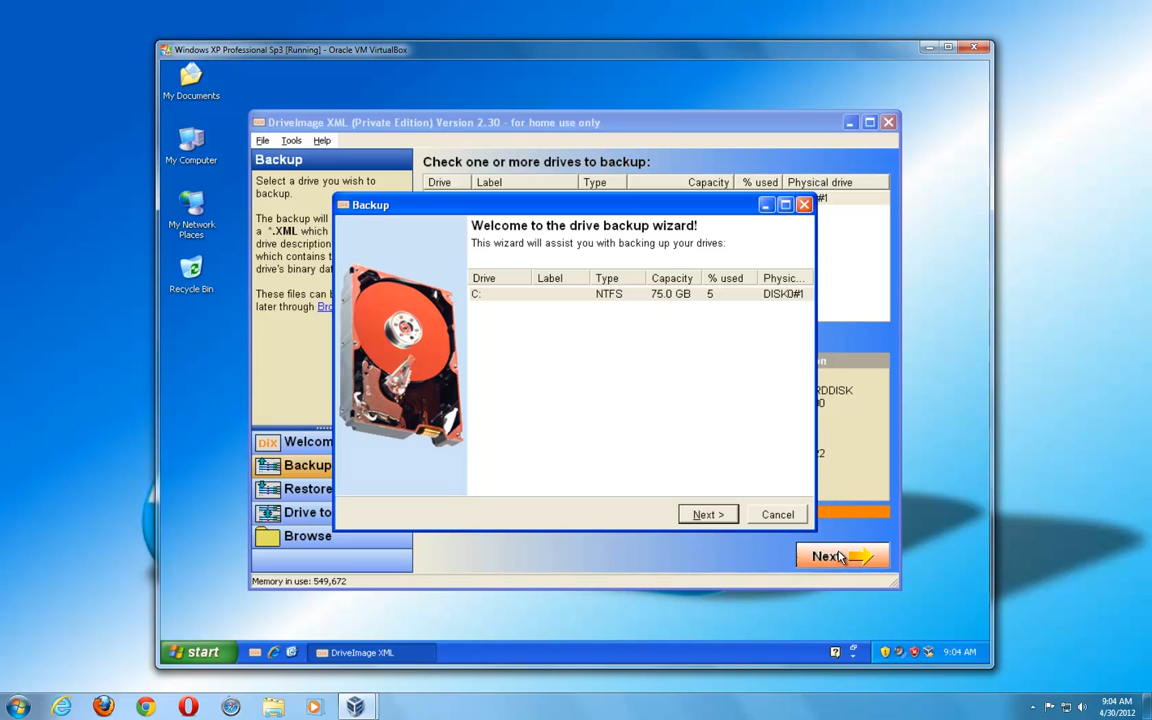 Windows XP Professional Sp3 [Running] - Oracle VM VirtualBox
My Documents
My Computer
My Network
Places
Recycle Bin
DriveImage XML (Private Edition) Version 2.30 - for home use only
File Tools Help
Backup
Select a drive you wish to
backup.
The backup will
a *.XML which
drive description
which contains t
drive's binary dat
These files can b
later through Bro
Check one or more drives to backup:
Drive Label Type Capacity % used Physical drive
#1
Backup
Welcome to the drive backup wizard!
This wizard will assist you with backing up your drives:
Drive Label Type Capacity % used Physic...
C: NTFS 75.0 GB 5 DISK0#1
Next > Cancel
on
RDDISK
00
22
DiX Welcom
Backup
Restore
Drive to
Browse
Next
Memory in use: 549,672
start
DriveImage XML
9:04 AM
9:04 AM
4/30/2012